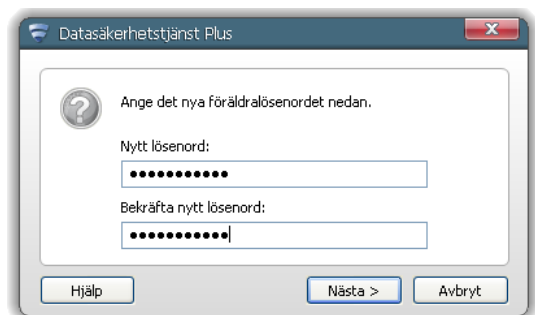 Datasäkerhetstjänst Plus
Ange det nya föräldralösenordet nedan.
Nytt lösenord:
●●●●●●●●●●●
Bekräfta nytt lösenord:
●●●●●●●●●●●
Hjälp
Nästa >
Avbryt